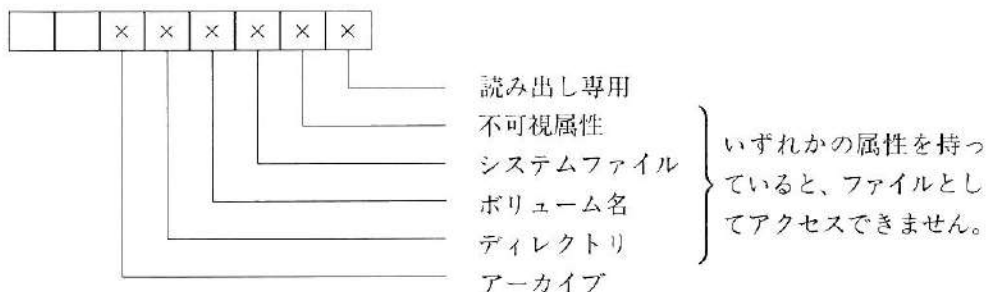 × × × × × ×
読み出し専用
不可視属性
システムファイル
ボリューム名
ディレクトリ
アーカイブ
いずれかの属性を持っ
ていると、ファイルとし
てアクセスできません。